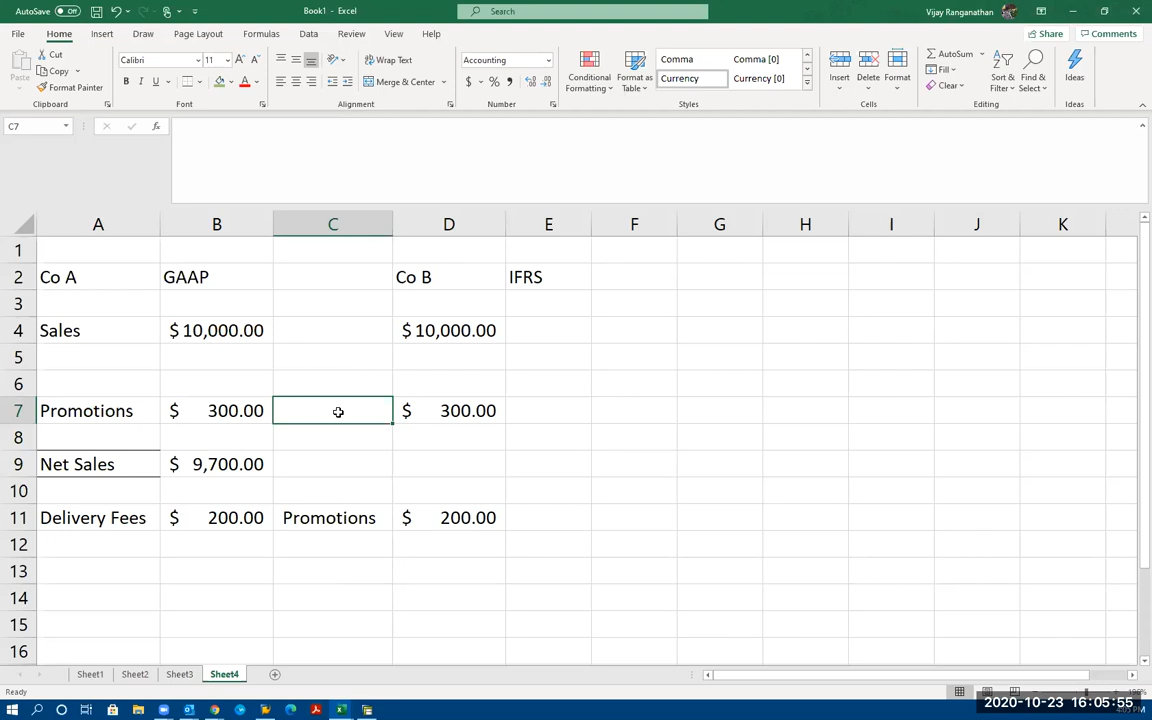 AutoSave Off
Book1 - Excel
Search
Vijay Ranganathan
File Home Insert Draw Page Layout Formulas Data Review View Help
Share Comments
Paste
Cut
Copy
Format Painter
Clipboard
Calibri 11
B I U
Font
Wrap Text
Merge & Center
Alignment
Accounting
$ % ,
Number
Conditional Formatting
Format as Table
Comma Comma [0]
Currency Currency [0]
Styles
Insert Delete Format
Cells
AutoSum
Fill
Clear
Sort & Filter
Find & Select
Editing
Ideas
Ideas
C7 fx
A B C D E F G H I J K
1
2 Co A GAAP Co B IFRS
3
4 Sales $ 10,000.00 $ 10,000.00
5
6
7 Promotions $ 300.00 $ 300.00
8
9 Net Sales $ 9,700.00
10
11 Delivery Fees $ 200.00 Promotions $ 200.00
12
13
14
15
16
Sheet1 Sheet2 Sheet3 Sheet4
Ready
2020-10-23 16:05:55